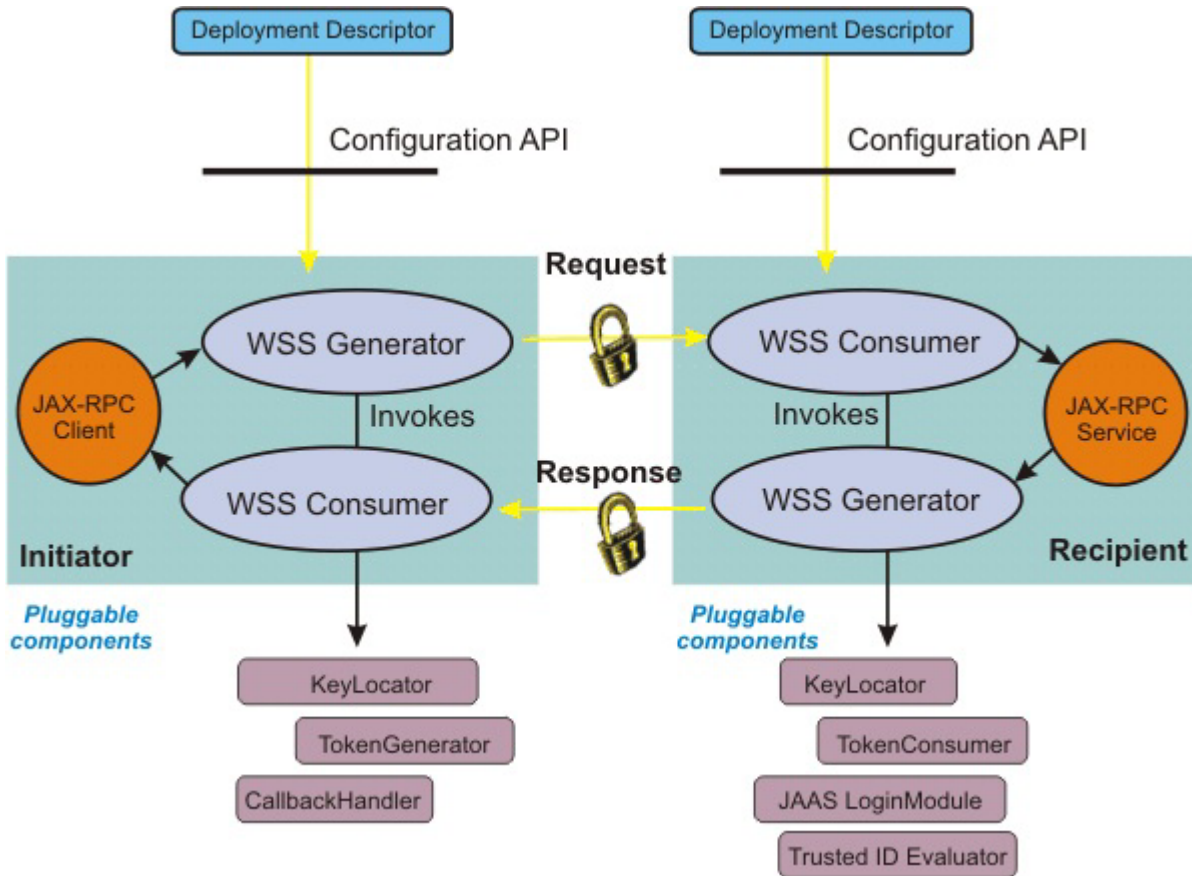 Deployment Descriptor
Deployment Descriptor
Configuration API
Configuration API
Request
WSS Generator
WSS Consumer
JAX-RPC
Client
Invokes
Invokes
JAX-RPC
Service
Response
WSS Consumer
WSS Generator
Initiator
Recipient
Pluggable
components
Pluggable
components
KeyLocator
KeyLocator
TokenGenerator
TokenConsumer
CallbackHandler
JAAS LoginModule
Trusted ID Evaluator